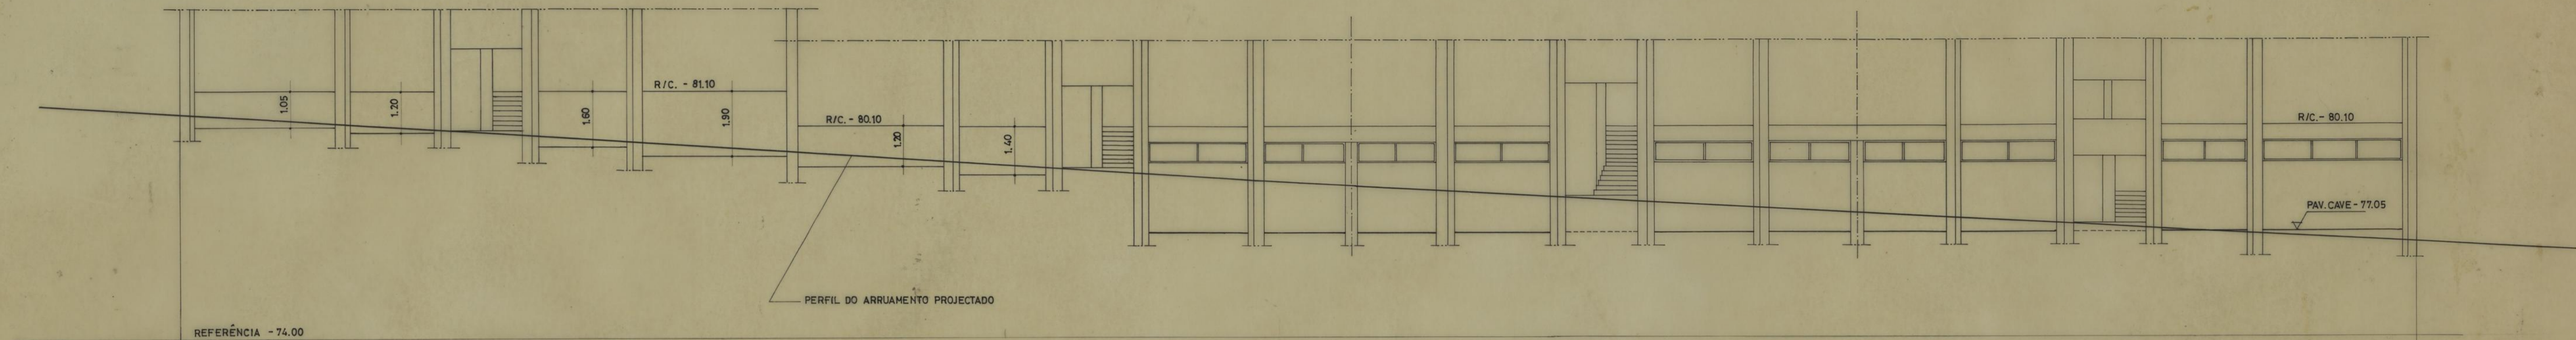 1.05
1.20
1.60
R/C. - 81.10
1.90
R/C. - 80.10
1.20
1.40
R/C. - 80.10
PAV. CAVE - 77.05
PERFIL DO ARRUAMENTO PROJECTADO
REFERÊNCIA - 74.00